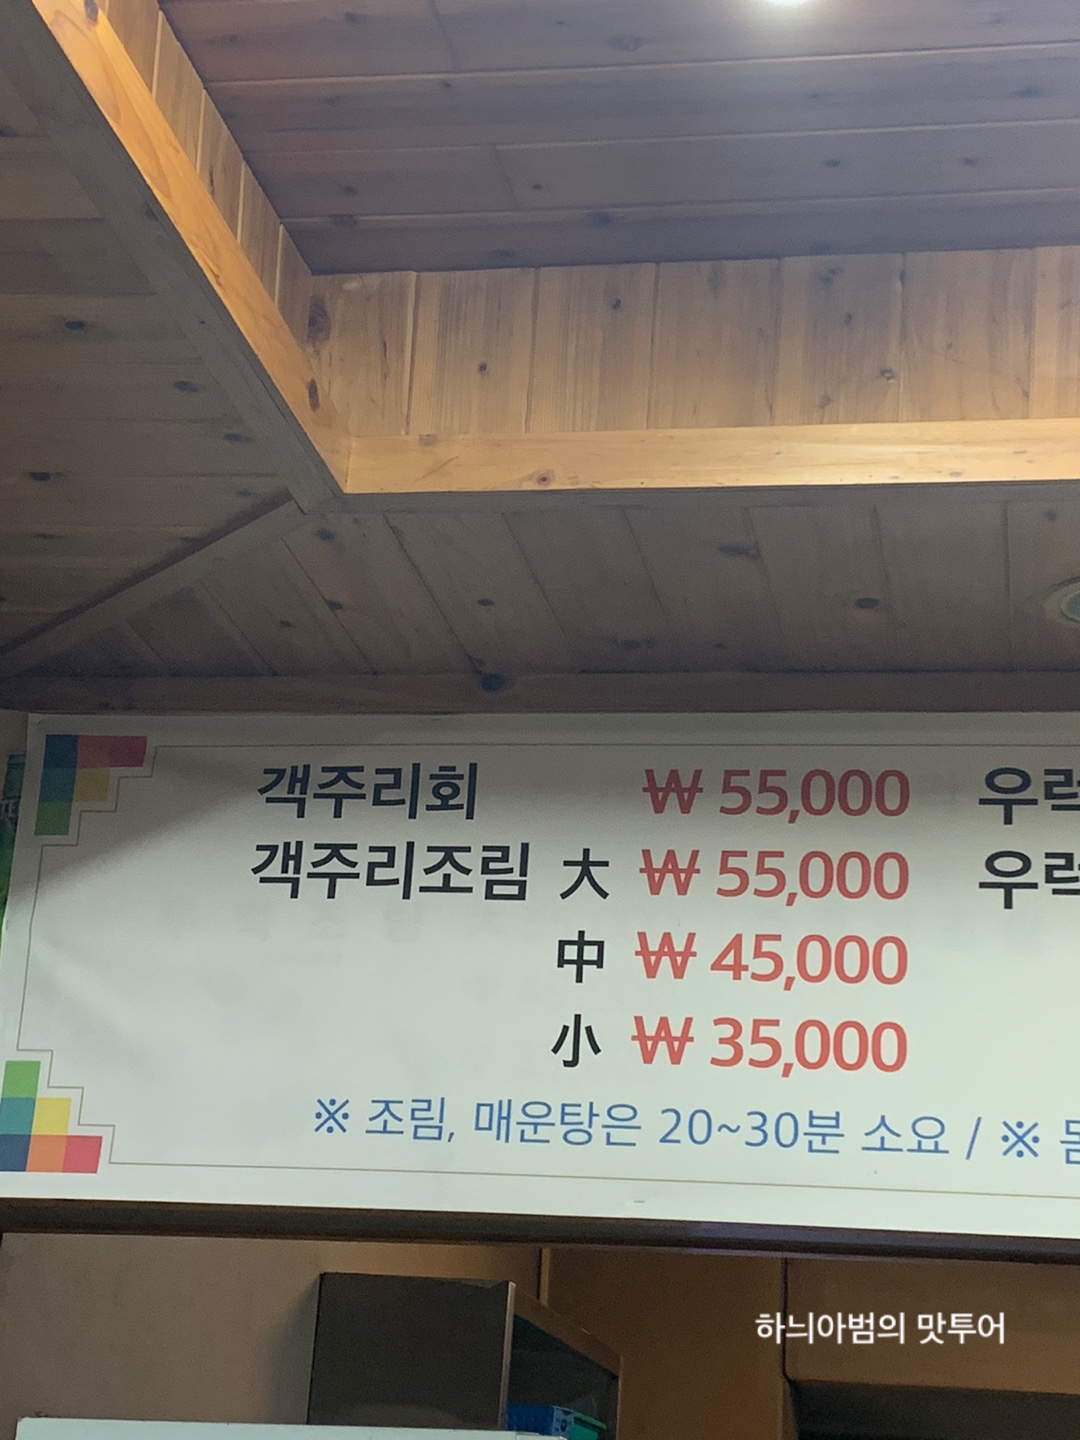 객주리회 ₩ 55,000
객주리조림 大 ₩ 55,000
中 ₩ 45,000
小 ₩ 35,000
※ 조림, 매운탕은 20~30분 소요 / ※
하늬아범의 맛투어